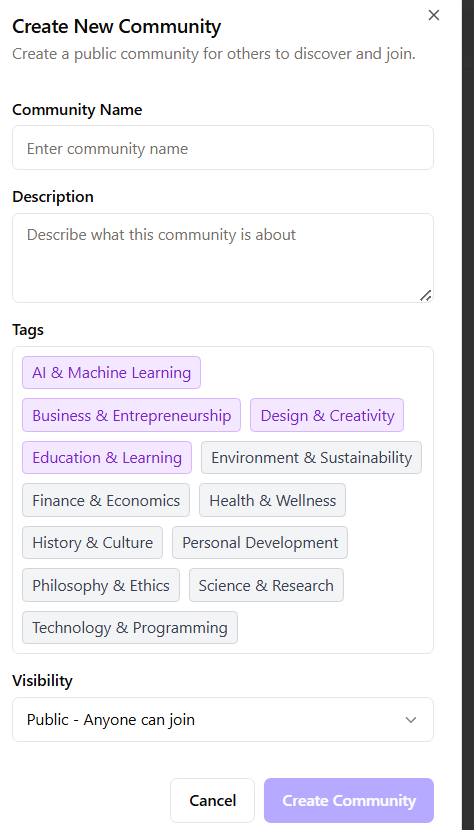 Create New Community
Create a public community for others to discover and join.
Community Name
Enter community name
Description
Describe what this community is about
Tags
AI & Machine Learning
Business & Entrepreneurship Design & Creativity
Education & Learning Environment & Sustainability
Finance & Economics Health & Wellness
History & Culture Personal Development
Philosophy & Ethics Science & Research
Technology & Programming
Visibility
Public - Anyone can join
Cancel Create Community